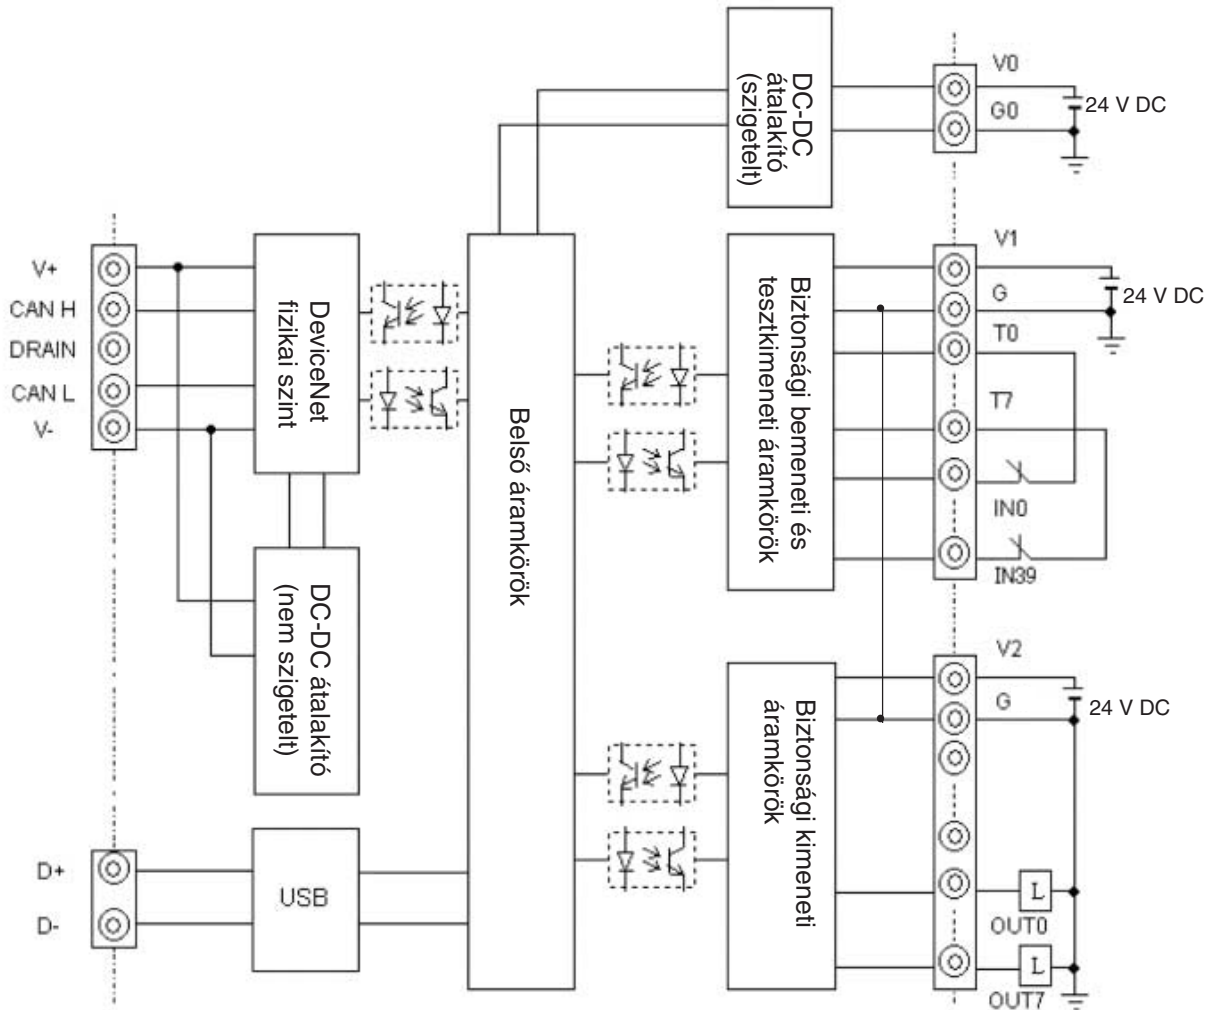 DC-DC
átalakító
(szigetelt)
V0
G0
24 V DC
V+
CAN H
DRAIN
CAN L
V-
DeviceNet
fizikai szint
DC-DC átalakító
(nem szigetelt)
D+
D-
USB
Belső áramkörök
Biztonsági bemeneti és
tesztkimeneti áramkörök
V1
G
T0
T7
IN0
IN39
24 V DC
Biztonsági kimeneti
áramkörök
V2
G
24 V DC
L
OUT0
L
OUT7